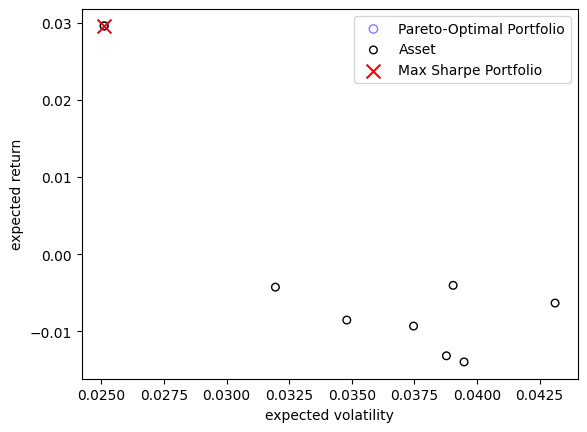 0.03
0.02
0.01
0.00
−0.01
expected return
0.0250 0.0275 0.0300 0.0325 0.0350 0.0375 0.0400 0.0425
expected volatility
Pareto-Optimal Portfolio
Asset
Max Sharpe Portfolio